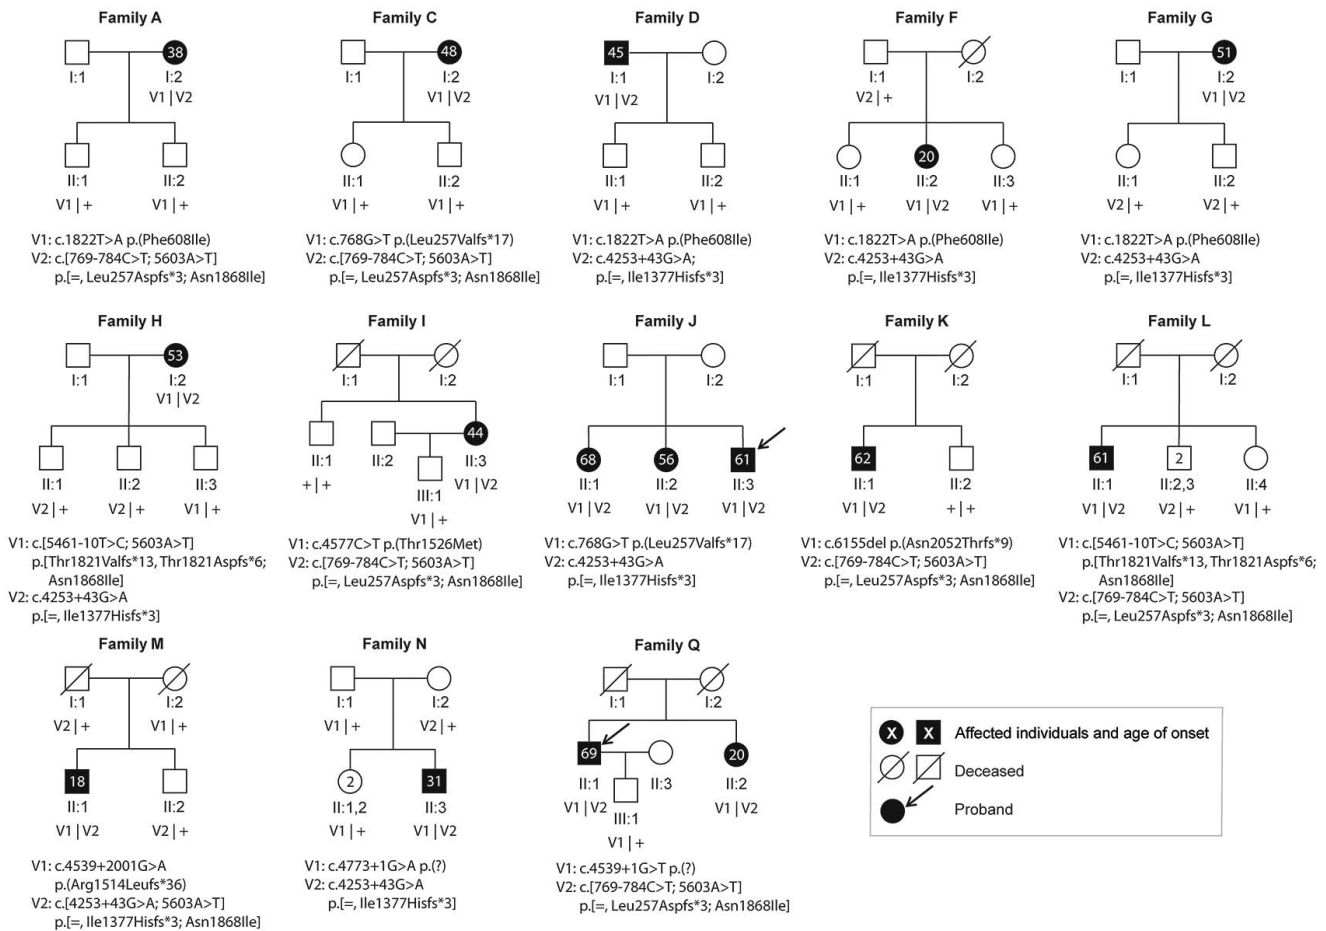 Family A
38
I:1
I:2
V1|V2
II:1
II:2
V1|+
V1|+
V1: c.1822T>A p.(Phe608Ile)
V2: c.[769-784C>T; 5603A>T]
p.[=, Leu257Aspfs*3; Asn1868Ile]
Family C
48
I:1
I:2
V1|V2
II:1
II:2
V1|+
V1|+
V1: c.768G>T p.(Leu257Valfs*17)
V2: c.[769-784C>T; 5603A>T]
p.[=, Leu257Aspfs*3; Asn1868Ile]
Family D
45
I:1
I:2
V1|V2
II:1
II:2
V1|+
V1|+
V1: c.1822T>A p.(Phe608Ile)
V2: c.4253+43G>A;
p.[=, Ile1377Hisfs*3]
Family F
I:1
I:2
V2|+
20
II:1
II:2
II:3
V1|+
V1|V2
V1|+
V1: c.1822T>A p.(Phe608Ile)
V2: c.4253+43G>A
p.[=, Ile1377Hisfs*3]
Family G
51
I:1
I:2
V1|V2
II:1
II:2
V2|+
V2|+
V1: c.1822T>A p.(Phe608Ile)
V2: c.4253+43G>A
p.[=, Ile1377Hisfs*3]
Family H
53
I:1
I:2
V1|V2
II:1
II:2
II:3
V2|+
V2|+
V1|+
V1: c.[5461-10T>C; 5603A>T]
p.[Thr1821Valfs*13, Thr1821Aspfs*6;
Asn1868Ile]
V2: c.4253+43G>A
p.[=, Ile1377Hisfs*3]
Family I
I:1
I:2
44
II:1
II:2
II:3
+|+
V1|V2
III:1
V1|+
V1: c.4577C>T p.(Thr1526Met)
V2: c.[769-784C>T; 5603A>T]
p.[=, Leu257Aspfs*3; Asn1868Ile]
Family J
I:1
I:2
68
56
61
II:1
II:2
II:3
V1|V2
V1|V2
V1|V2
V1: c.768G>T p.(Leu257Valfs*17)
V2: c.4253+43G>A
p.[=, Ile1377Hisfs*3]
Family K
I:1
I:2
62
II:1
II:2
V1|V2
+|+
V1: c.6155del p.(Asn2052Thrfs*9)
V2: c.[769-784C>T; 5603A>T]
p.[=, Leu257Aspfs*3; Asn1868Ile]
Family L
I:1
I:2
61
2
II:1
II:2,3
II:4
V1|V2
V2|+
V1|+
V1: c.[5461-10T>C; 5603A>T]
p.[Thr1821Valfs*13, Thr1821Aspfs*6;
Asn1868Ile]
V2: c.[769-784C>T; 5603A>T]
p.[=, Leu257Aspfs*3; Asn1868Ile]
Family M
I:1
I:2
V2|+
V1|+
18
II:1
II:2
V1|V2
V2|+
V1: c.4539+2001G>A
p.(Arg1514Leufs*36)
V2: c.[4253+43G>A; 5603A>T]
p.[=, Ile1377Hisfs*3; Asn1868Ile]
Family N
I:1
I:2
V1|+
V2|+
2
31
II:1,2
II:3
V1|+
V1|V2
V1: c.4773+1G>A p.(?)
V2: c.4253+43G>A
p.[=, Ile1377Hisfs*3]
Family Q
I:1
I:2
69
20
II:1
II:3
II:2
V1|V2
V1|V2
III:1
V1|+
V1: c.4539+1G>T p.(?)
V2: c.[769-784C>T; 5603A>T]
p.[=, Leu257Aspfs*3; Asn1868Ile]
X X Affected individuals and age of onset
Deceased
Proband